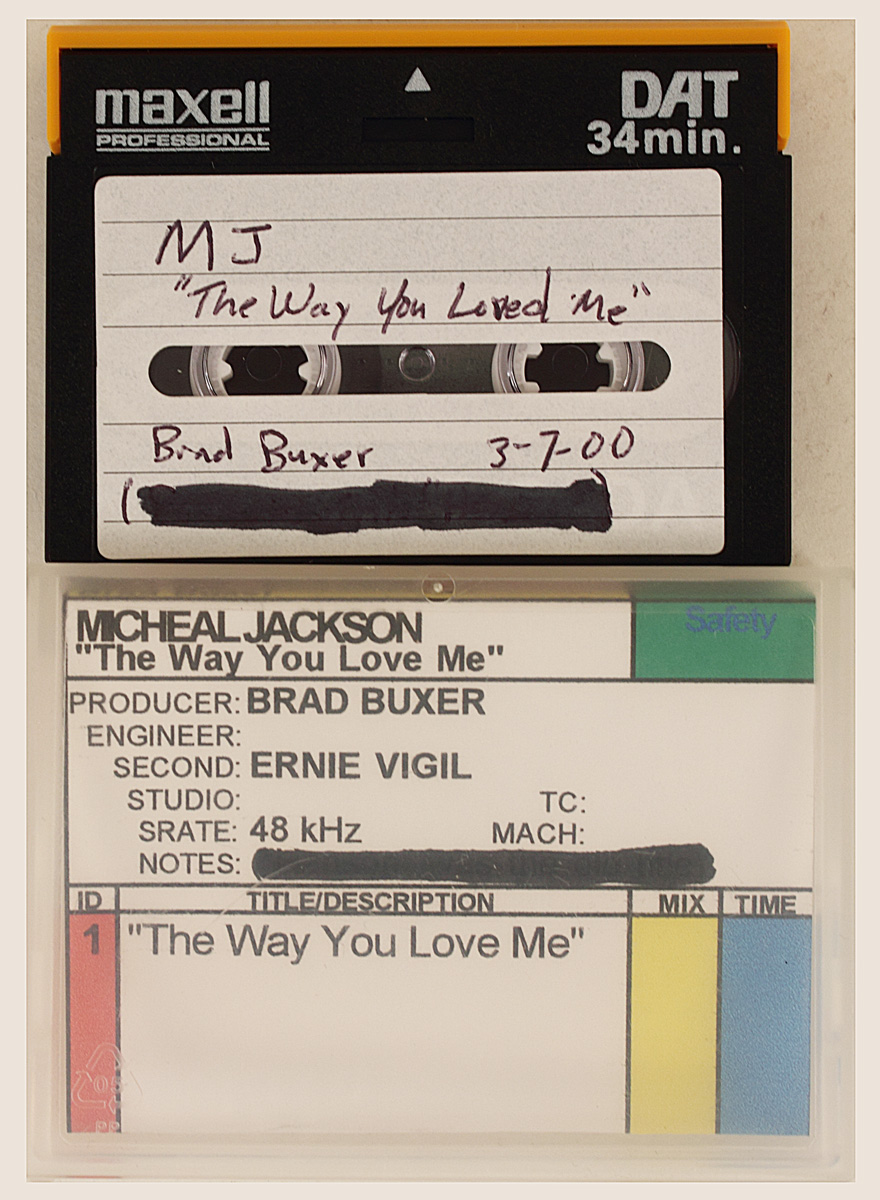 maxell
PROFESSIONAL
DAT
34min.
MJ
"The Way You Loved Me"
Brad Buxer 3-7-00
(
MICHEAL JACKSON
"The Way You Love Me"
Safety
PRODUCER: BRAD BUXER
ENGINEER:
SECOND: ERNIE VIGIL
STUDIO: TC:
SRATE: 48 kHz MACH:
NOTES:
ID TITLE/DESCRIPTION MIX TIME
1 "The Way You Love Me"
05
PP